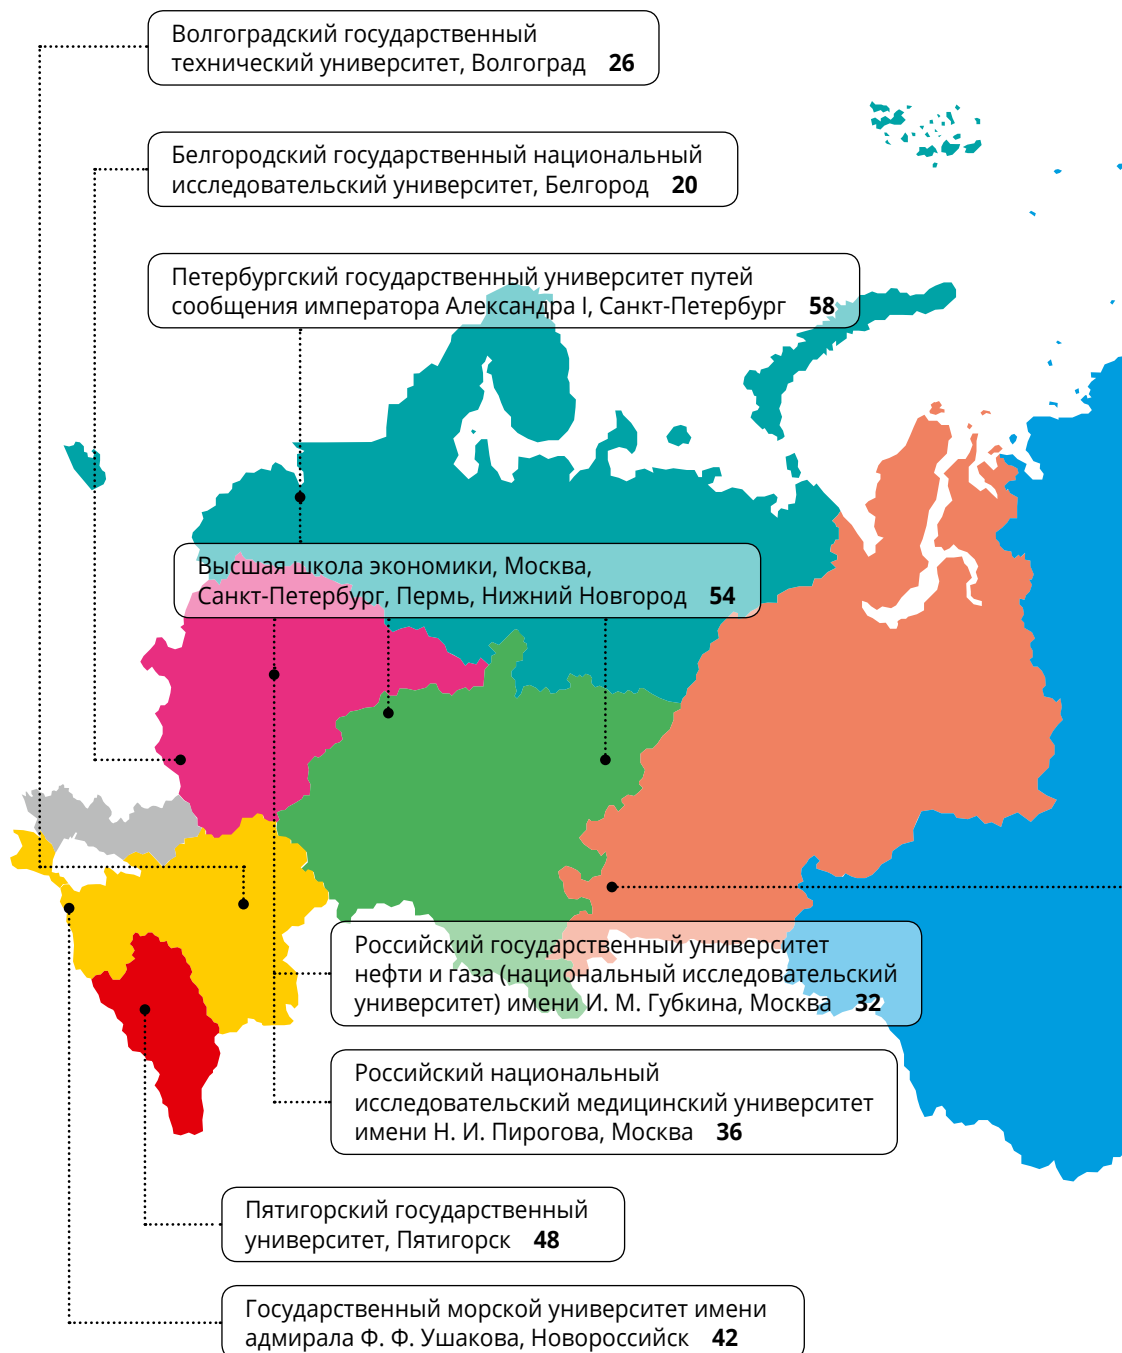 Волгоградский государственный
технический университет, Волгоград 26
Белгородский государственный национальный
исследовательский университет, Белгород 20
Петербургский государственный университет путей
сообщения императора Александра I, Санкт-Петербург 58
Высшая школа экономики, Москва,
Санкт-Петербург, Пермь, Нижний Новгород 54
Российский государственный университет
нефти и газа (национальный исследовательский
университет) имени И. М. Губкина, Москва 32
Российский национальный
исследовательский медицинский университет
имени Н. И. Пирогова, Москва 36
Пятигорский государственный
университет, Пятигорск 48
Государственный морской университет имени
адмирала Ф. Ф. Ушакова, Новороссийск 42